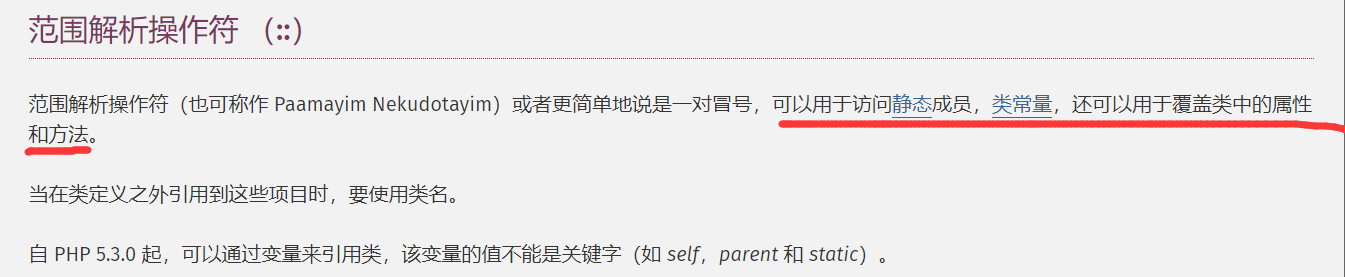 范围解析操作符 （::）
范围解析操作符（也可称作 Paamayim Nekudotayim）或者更简单地说是一对冒号，可以用于访问静态成员，类常量，还可以用于覆盖类中的属性
和方法。
当在类定义之外引用到这些项目时，要使用类名。
自 PHP 5.3.0 起，可以通过变量来引用类，该变量的值不能是关键字（如 self，parent 和 static）。